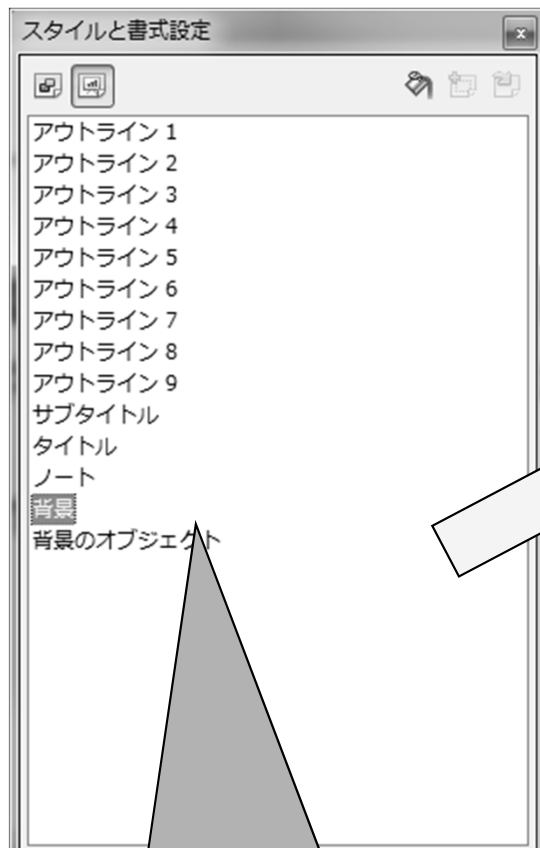 スタイルと書式設定
アウトライン 1
アウトライン 2
アウトライン 3
アウトライン 4
アウトライン 5
アウトライン 6
アウトライン 7
アウトライン 8
アウトライン 9
サブタイトル
タイトル
ノート
背景
背景のオブジェクト